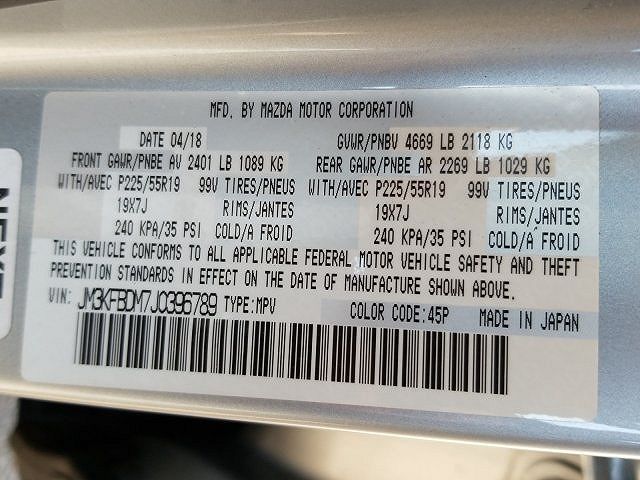 MFD. BY MAZDA MOTOR CORPORATION
DATE 04/18 GVWR/PNBV 4669 LB 2118 KG
FRONT GAWR/PNBE AV 2401 LB 1089 KG REAR GAWR/PNBE AR 2269 LB 1029 KG
WITH/AVEC P225/55R19 99V TIRES/PNEUS WITH/AVEC P225/55R19 99V TIRES/PNEUS
19X7J RIMS/JANTES 19X7J RIMS/JANTES
240 KPA/35 PSI COLD/A FROID 240 KPA/35 PSI COLD/À FROID
THIS VEHICLE CONFORMS TO ALL APPLICABLE FEDERAL MOTOR VEHICLE SAFETY AND THEFT
PREVENTION STANDARDS IN EFFECT ON THE DATE OF MANUFACTURE SHOWN ABOVE.
VIN: JM3KFBDM7J0396789 TYPE:MPV COLOR CODE:45P MADE IN JAPAN